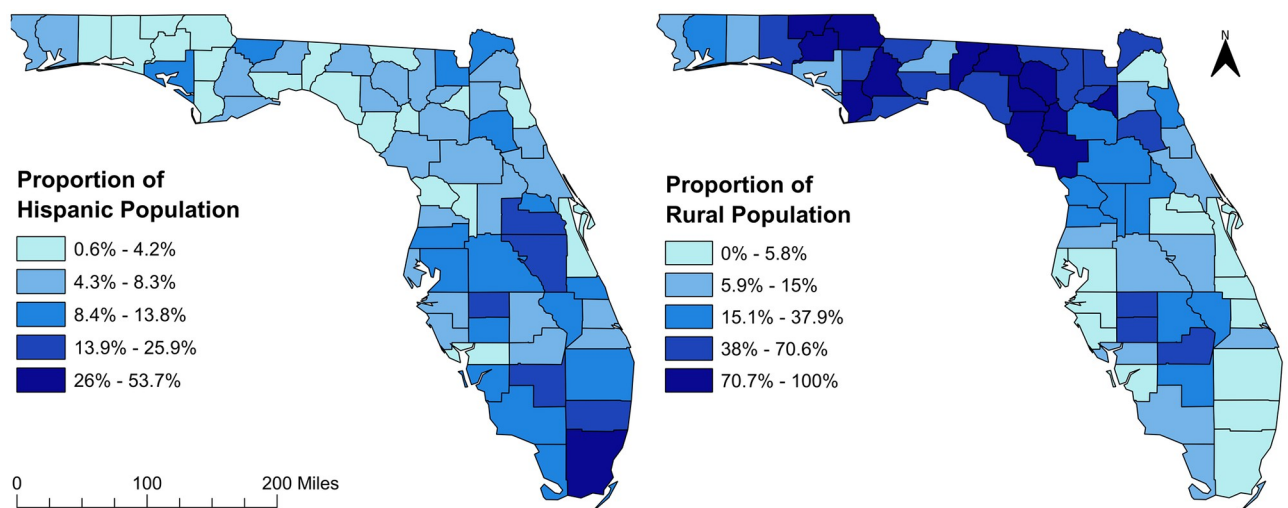 Proportion of
Hispanic Population
0.6% - 4.2%
4.3% - 8.3%
8.4% - 13.8%
13.9% - 25.9%
26% - 53.7%
0 100 200 Miles
N
Proportion of
Rural Population
0% - 5.8%
5.9% - 15%
15.1% - 37.9%
38% - 70.6%
70.7% - 100%